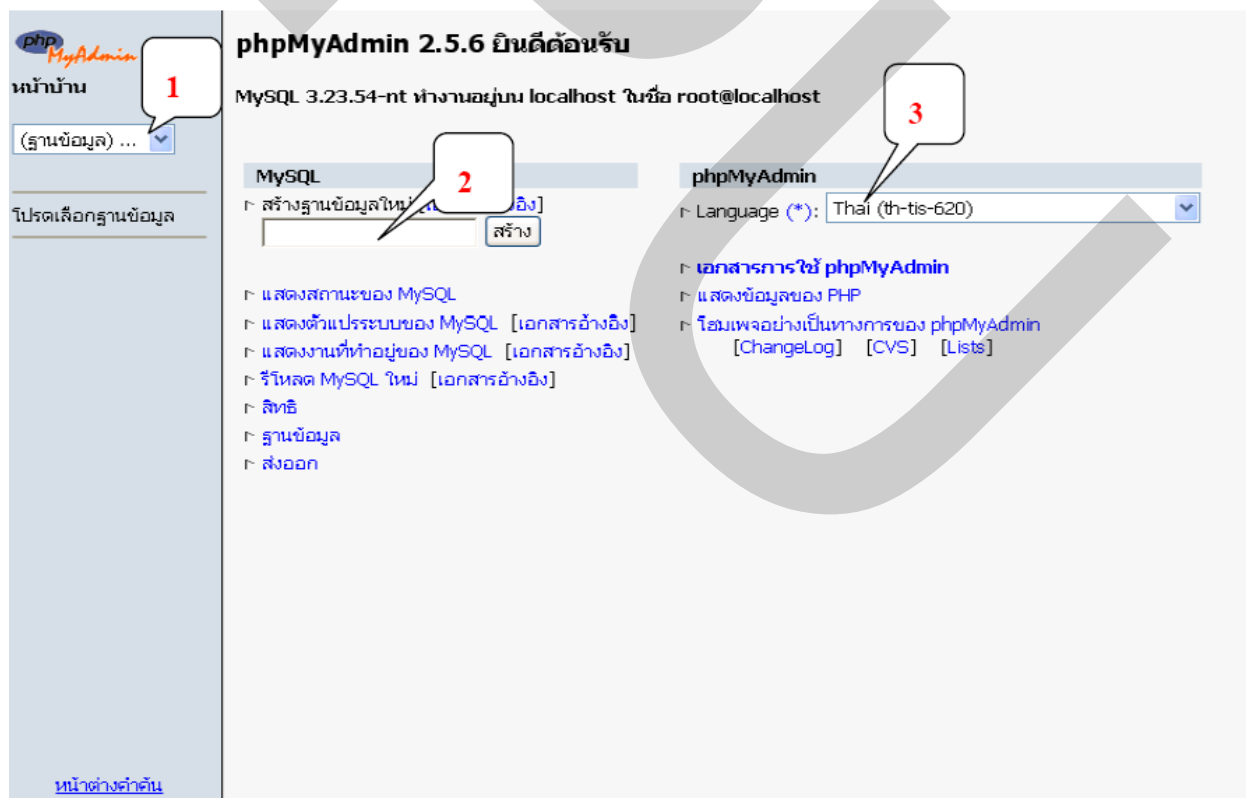 php
MyAdmin
หน้าบ้าน
1
(ฐานข้อมูล) ...
โปรดเลือกฐานข้อมูล
หน้าต่างคำค้น
phpMyAdmin 2.5.6 ยินดีต้อนรับ
MySQL 3.23.54-nt ทำงานอยู่บน localhost ในชื่อ root@localhost
MySQL
2
สร้างฐานข้อมูลใหม่
สร้าง
แสดงสถานะของ MySQL
แสดงตัวแปรระบบของ MySQL [เอกสารอ้างอิง]
แสดงงานที่ทำอยู่ของ MySQL [เอกสารอ้างอิง]
รีโหลด MySQL ใหม่ [เอกสารอ้างอิง]
สิทธิ
ฐานข้อมูล
ส่งออก
3
phpMyAdmin
Language (*): Thai (th-tis-620)
เอกสารการใช้ phpMyAdmin
แสดงข้อมูลของ PHP
โฮมเพจอย่างเป็นทางการของ phpMyAdmin
[ChangeLog] [CVS] [Lists]